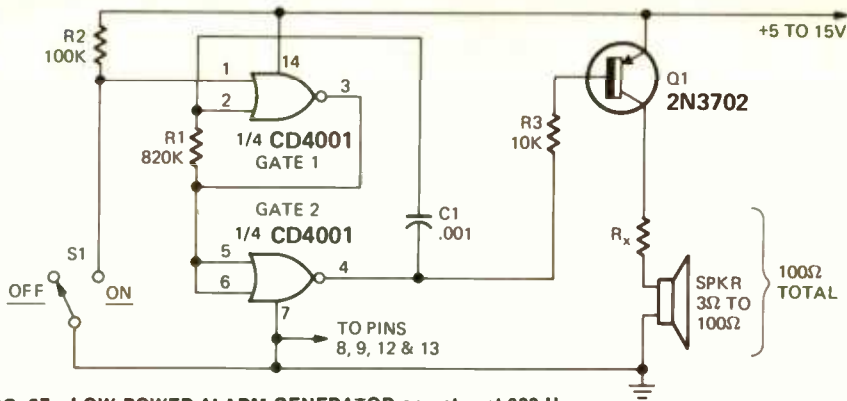 +5 TO 15V
R2
100K
14
1
3
2
Q1
2N3702
R3
10K
R1
820K
1/4 CD4001
GATE 1
GATE 2
1/4 CD4001
C1
.001
5
4
6
7
S1
OFF
ON
Rx
SPKR
3Ω TO
100Ω
100Ω
TOTAL
TO PINS
8, 9, 12 & 13
LOW-POWER ALARM GENERATOR